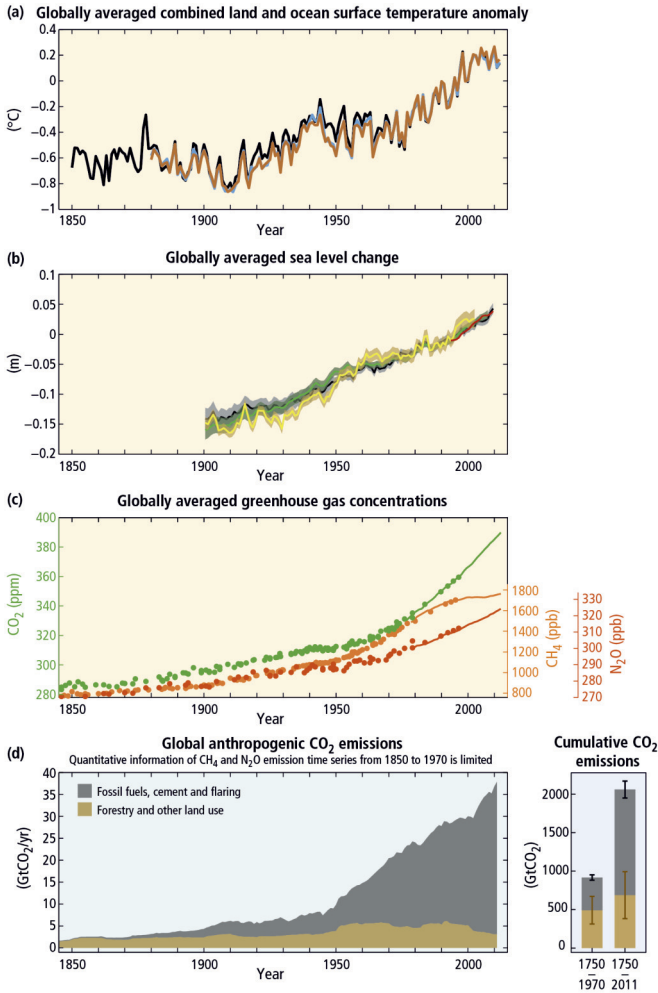 (a) Globally averaged combined land and ocean surface temperature anomaly
0.4
0.2
0
−0.2
−0.4
−0.6
−0.8
−1
(°C)
1850 1900 1950 2000
Year
(b) Globally averaged sea level change
0.1
0.05
0
−0.05
−0.1
−0.15
−0.2
(m)
1850 1900 1950 2000
Year
(c) Globally averaged greenhouse gas concentrations
400
380
360
340
320
300
280
CO2 (ppm)
1800
1600
1400
1200
1000
800
CH4 (ppb)
330
320
310
300
290
280
270
N2O (ppb)
1850 1900 1950 2000
Year
(d) Global anthropogenic CO2 emissions
Quantitative information of CH4 and N2O emission time series from 1850 to 1970 is limited
40
35
30
25
20
15
10
5
0
(GtCO2/yr)
Fossil fuels, cement and flaring
Forestry and other land use
1850 1900 1950 2000
Year
Cumulative CO2
emissions
2000
1500
1000
500
0
(GtCO2)
1750
–
1970
1750
–
2011